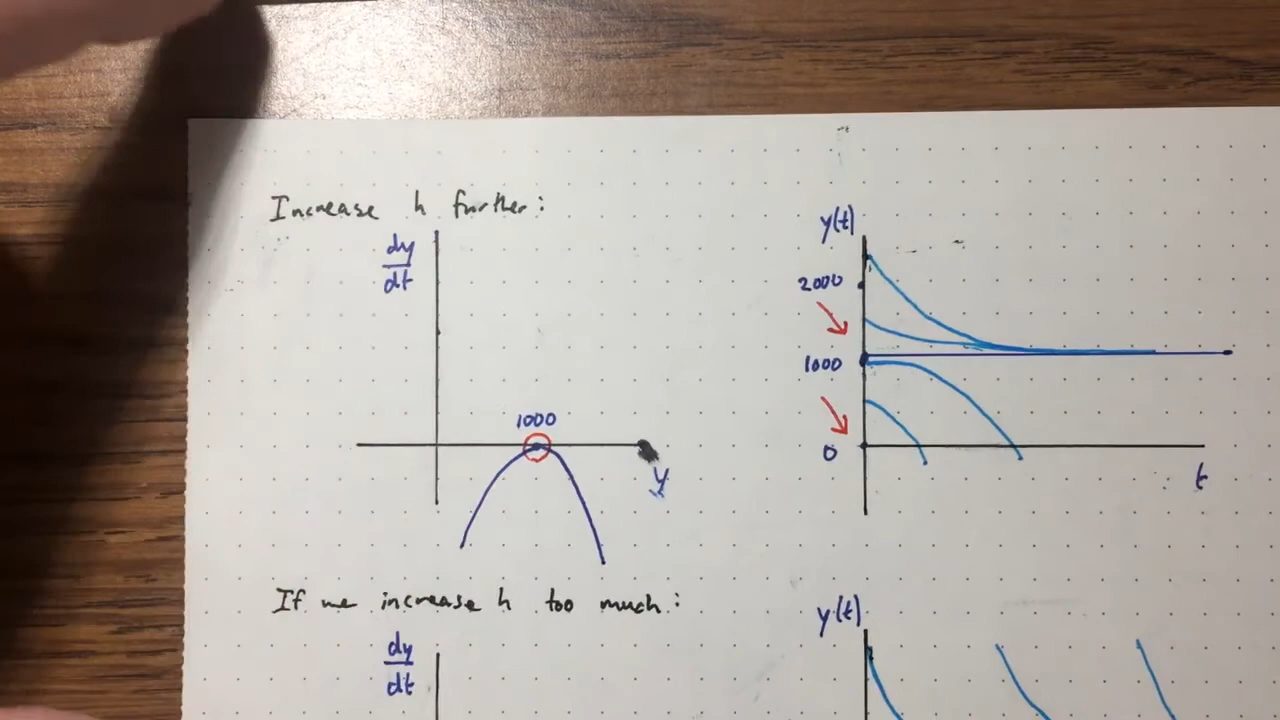 Increase h further:
dy
dt
1000
y
y(t)
2000
1000
0
t
If we increase h too much:
dy
dt
y(t)